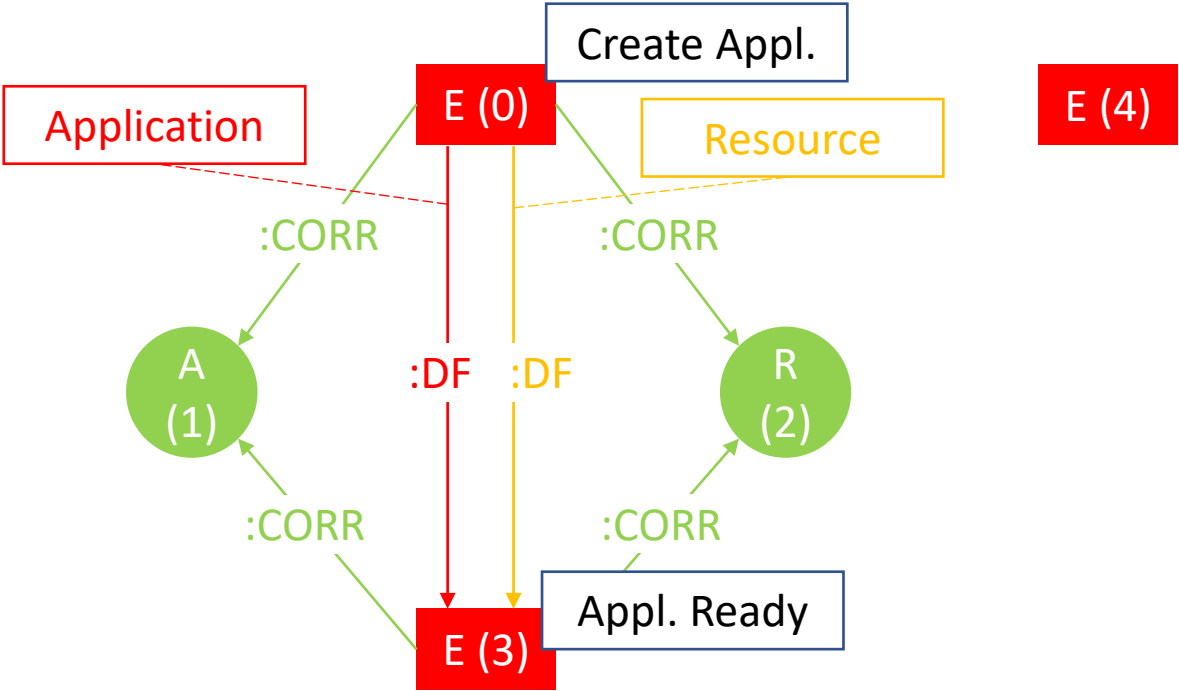 Create Appl.
E (0)
E (4)
Application
Resource
:CORR
:CORR
A
(1)
:DF
:DF
R
(2)
:CORR
:CORR
Appl. Ready
E (3)